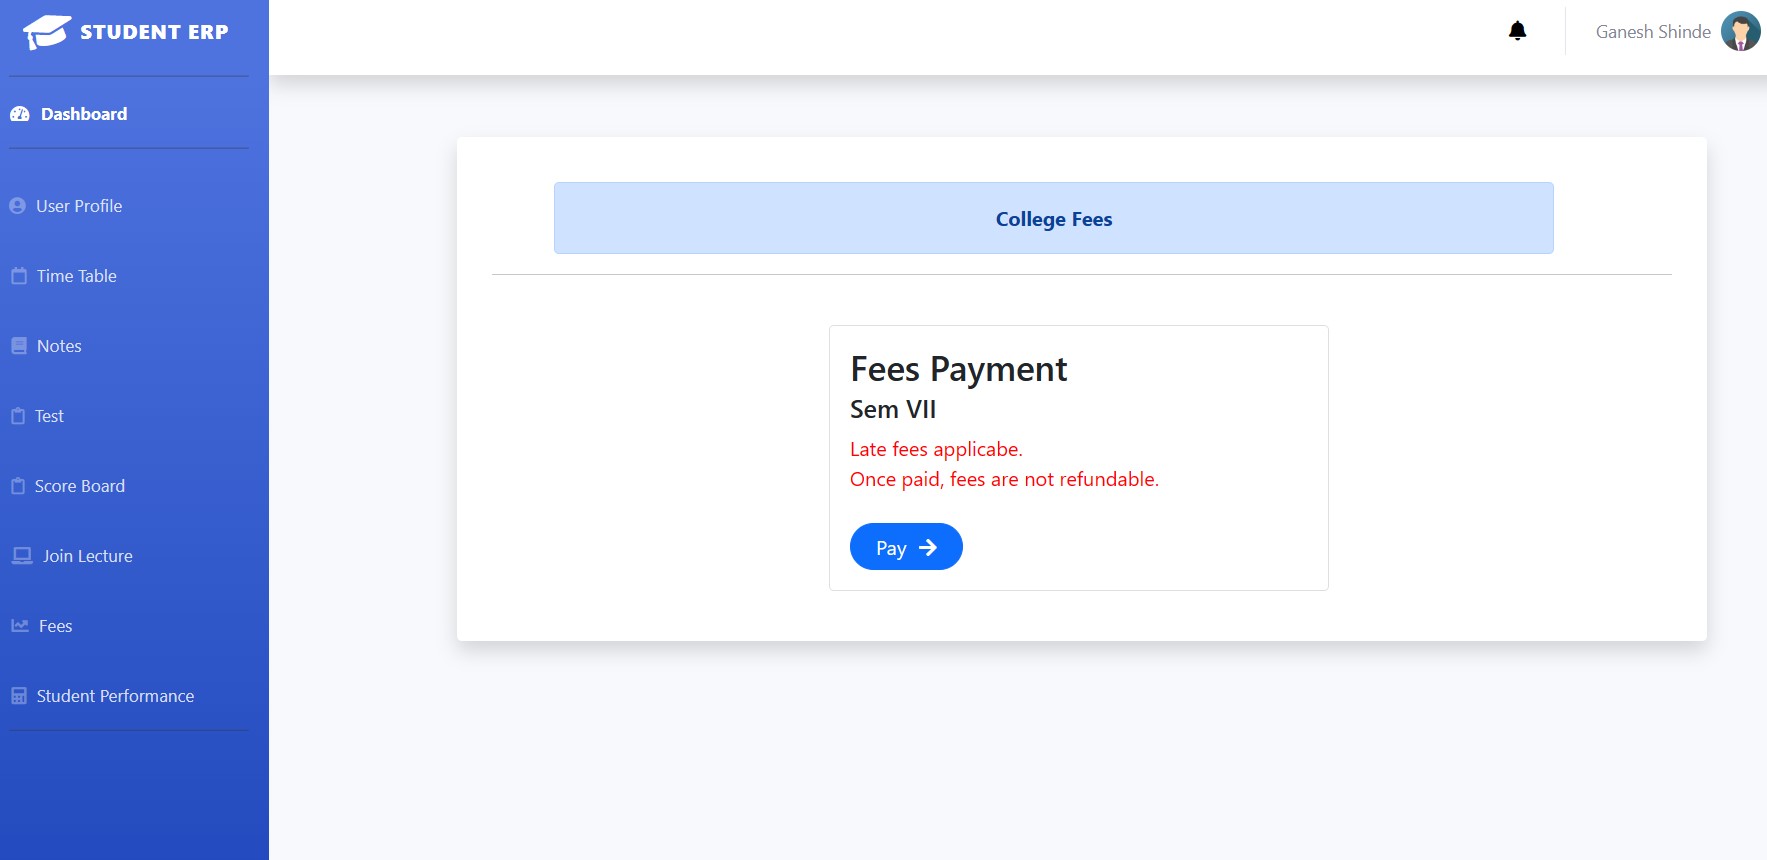 STUDENT ERP
Ganesh Shinde
Dashboard
User Profile
Time Table
Notes
Test
Score Board
Join Lecture
Fees
Student Performance
College Fees
Fees Payment
Sem VII
Late fees applicabe.
Once paid, fees are not refundable.
Pay